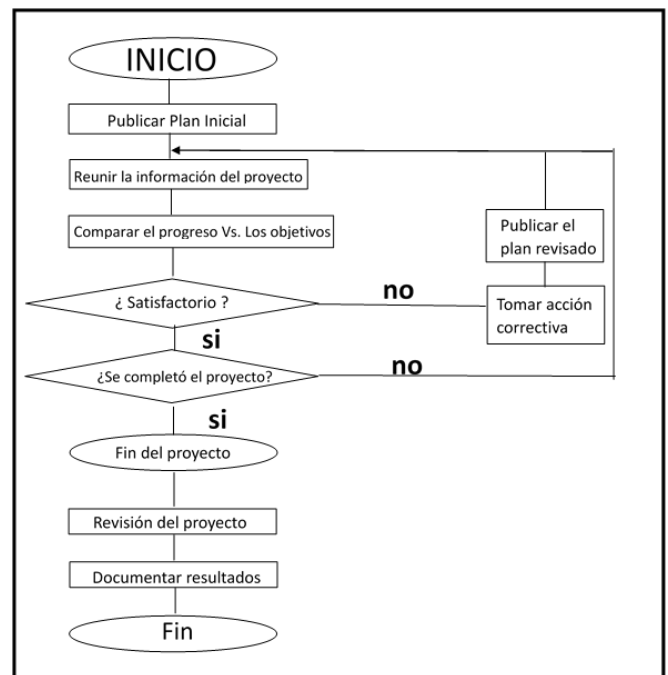 INICIO
Publicar Plan Inicial
Reunir la información del proyecto
Comparar el progreso Vs. Los objetivos
Publicar el
plan revisado
¿ Satisfactorio ?
no
Tomar acción
correctiva
si
¿Se completó el proyecto?
no
si
Fin del proyecto
Revisión del proyecto
Documentar resultados
Fin